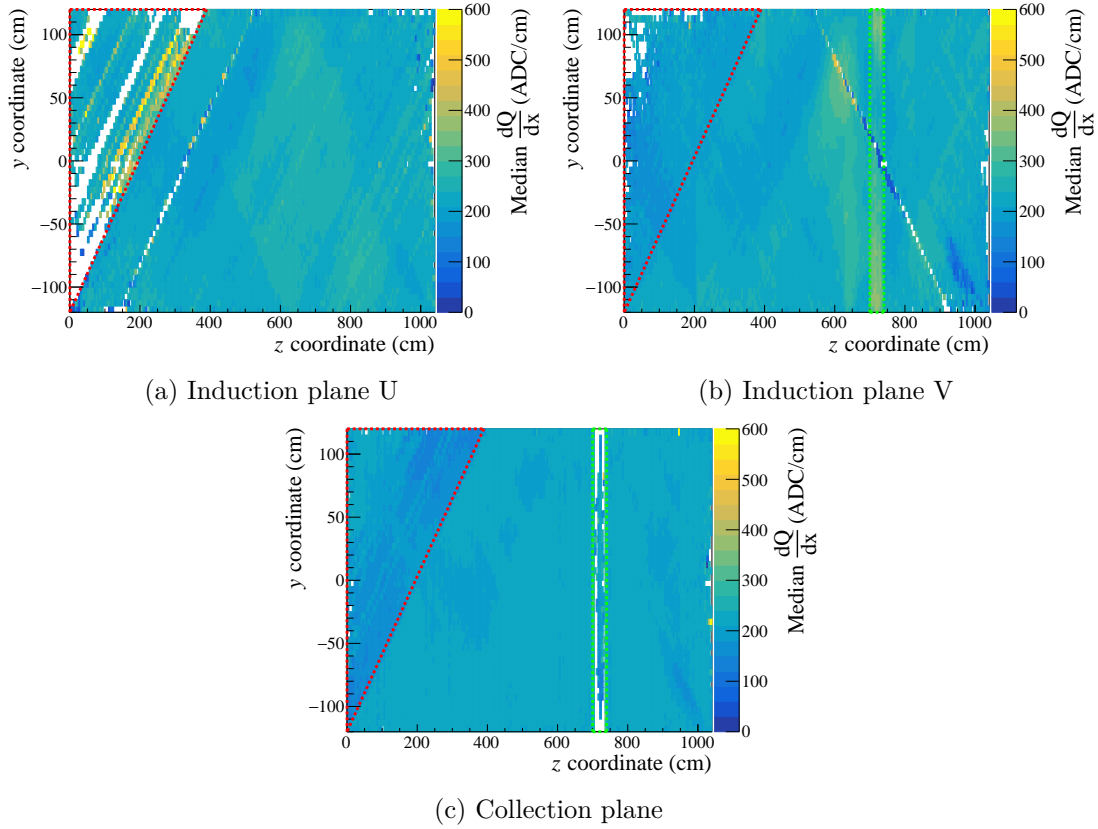 y coordinate (cm)
100
50
0
−50
−100
0 200 400 600 800 1000
z coordinate (cm)
600
500
400
300
200
100
0
Median dQ/dx (ADC/cm)
(a) Induction plane U
y coordinate (cm)
100
50
0
−50
−100
0 200 400 600 800 1000
z coordinate (cm)
600
500
400
300
200
100
0
Median dQ/dx (ADC/cm)
(b) Induction plane V
y coordinate (cm)
100
50
0
−50
−100
0 200 400 600 800 1000
z coordinate (cm)
600
500
400
300
200
100
0
Median dQ/dx (ADC/cm)
(c) Collection plane